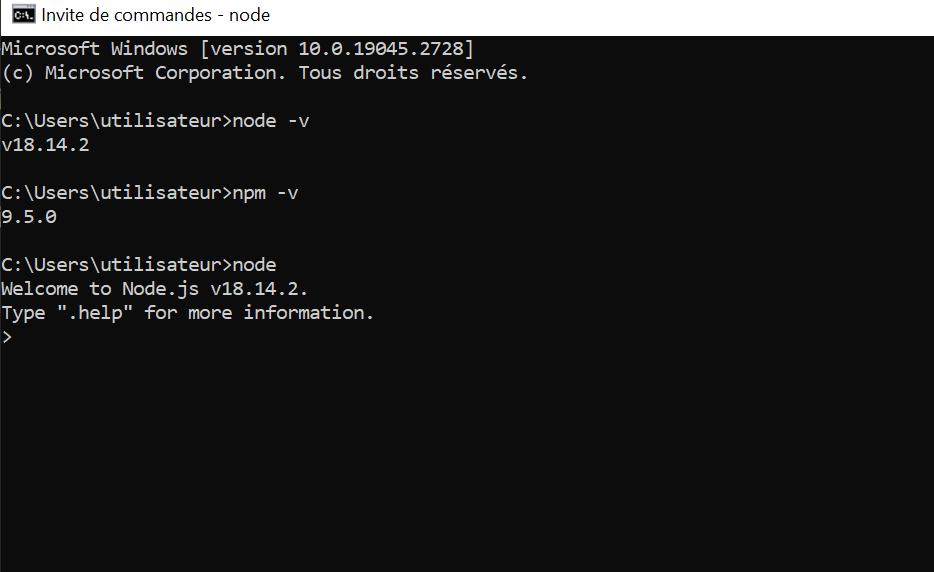 Invite de commandes - node
Microsoft Windows [version 10.0.19045.2728]
(c) Microsoft Corporation. Tous droits réservés.
C:\Users\utilisateur>node -v
v18.14.2
C:\Users\utilisateur>npm -v
9.5.0
C:\Users\utilisateur>node
Welcome to Node.js v18.14.2.
Type ".help" for more information.
>